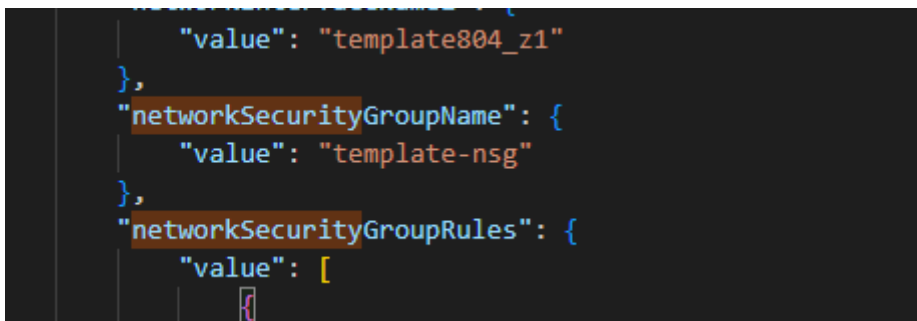 "value": "template804_z1"
},
"networkSecurityGroupName": {
"value": "template-nsg"
},
"networkSecurityGroupRules": {
"value": [
{